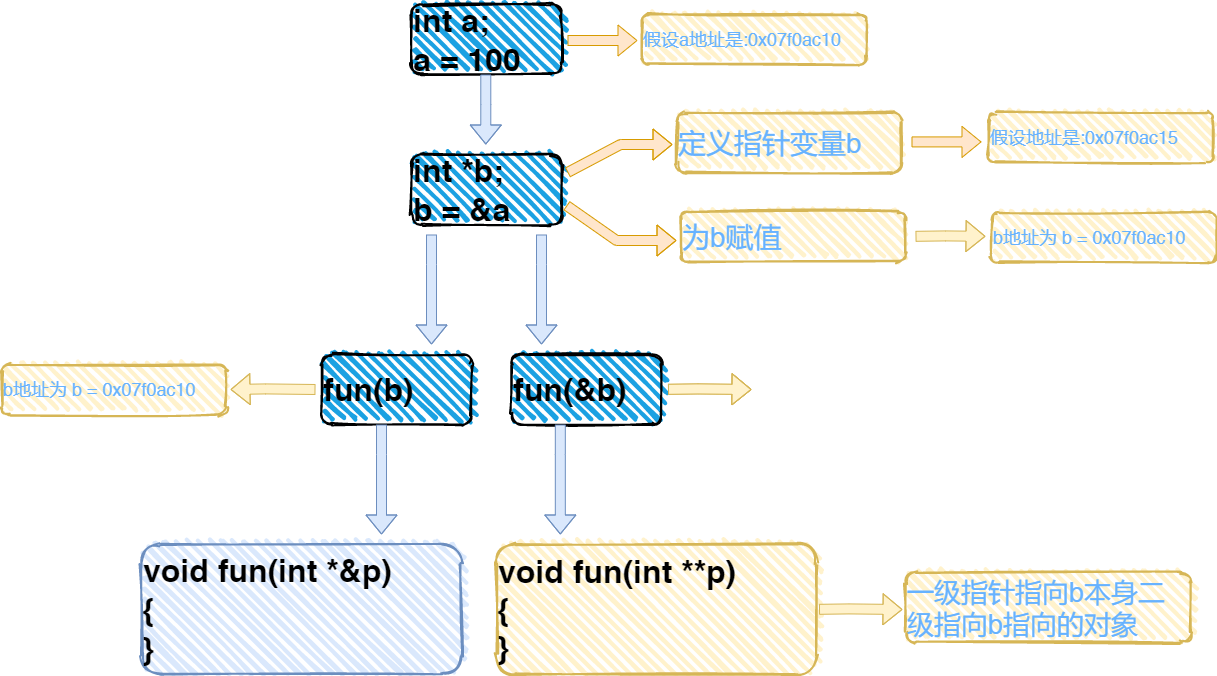 int a;
a = 100
假设a地址是:0x07f0ac10
int *b;
b = &a
定义指针变量b
假设地址是:0x07f0ac15
为b赋值
b地址为 b = 0x07f0ac10
b地址为 b = 0x07f0ac10
fun(b)
fun(&b)
void fun(int *&p)
{
}
void fun(int **p)
{
}
一级指针指向b本身二
级指向b指向的对象